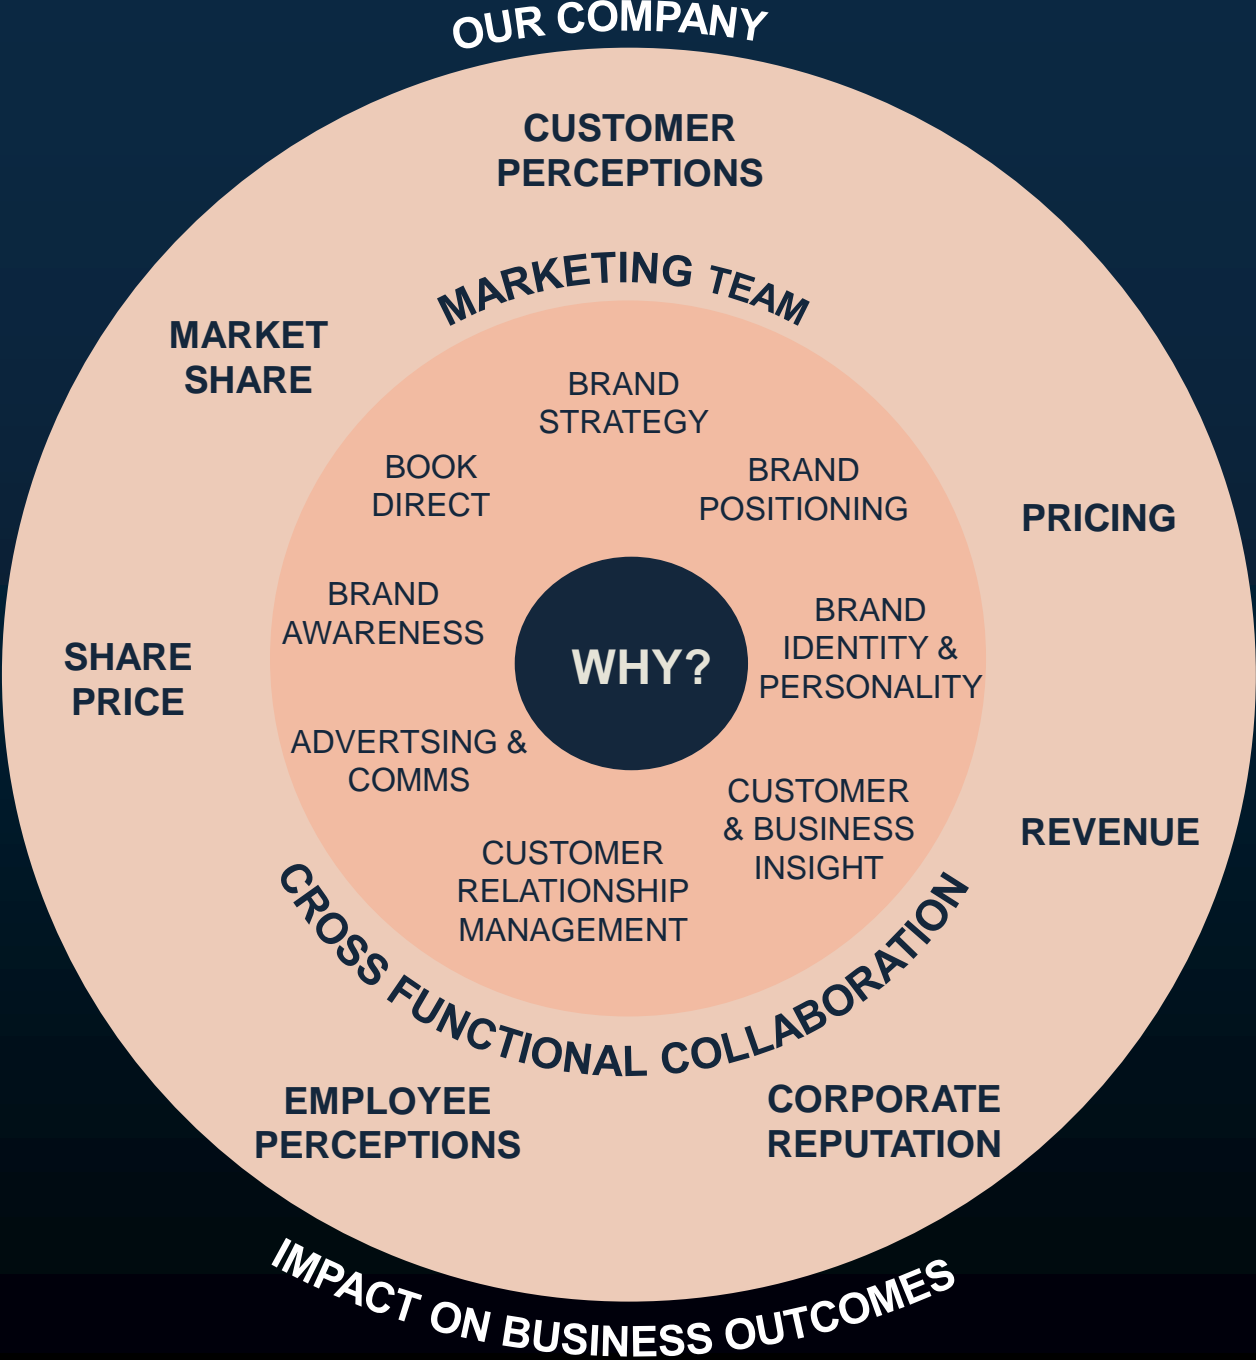 OUR COMPANY
CUSTOMER
PERCEPTIONS
MARKETING TEAM
MARKET
SHARE
BRAND
STRATEGY
BOOK
DIRECT
BRAND
POSITIONING
PRICING
BRAND
AWARENESS
BRAND
IDENTITY &
PERSONALITY
WHY?
SHARE
PRICE
ADVERTSING &
COMMS
CUSTOMER
& BUSINESS
INSIGHT
REVENUE
CUSTOMER
RELATIONSHIP
MANAGEMENT
CROSS FUNCTIONAL COLLABORATION
EMPLOYEE
PERCEPTIONS
CORPORATE
REPUTATION
IMPACT ON BUSINESS OUTCOMES